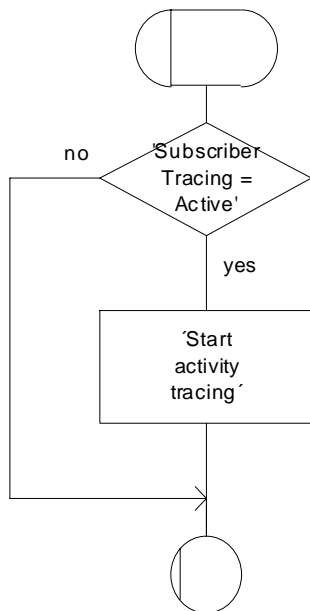 'Subscriber
no
Tracing =
Active'
yes
´Start
activity
tracing´